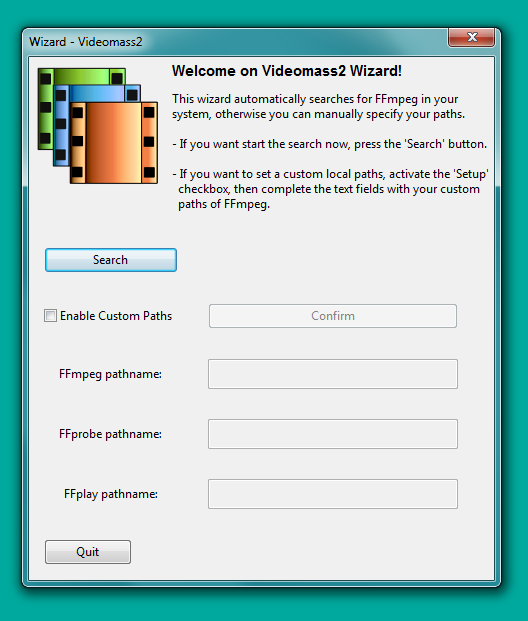 Wizard - Videomass2
Welcome on Videomass2 Wizard!
This wizard automatically searches for FFmpeg in your
system, otherwise you can manually specify your paths.
- If you want start the search now, press the 'Search' button.
- If you want to set a custom local paths, activate the 'Setup'
checkbox, then complete the text fields with your custom
paths of FFmpeg.
Search
Enable Custom Paths
Confirm
FFmpeg pathname:
FFprobe pathname:
FFplay pathname:
Quit